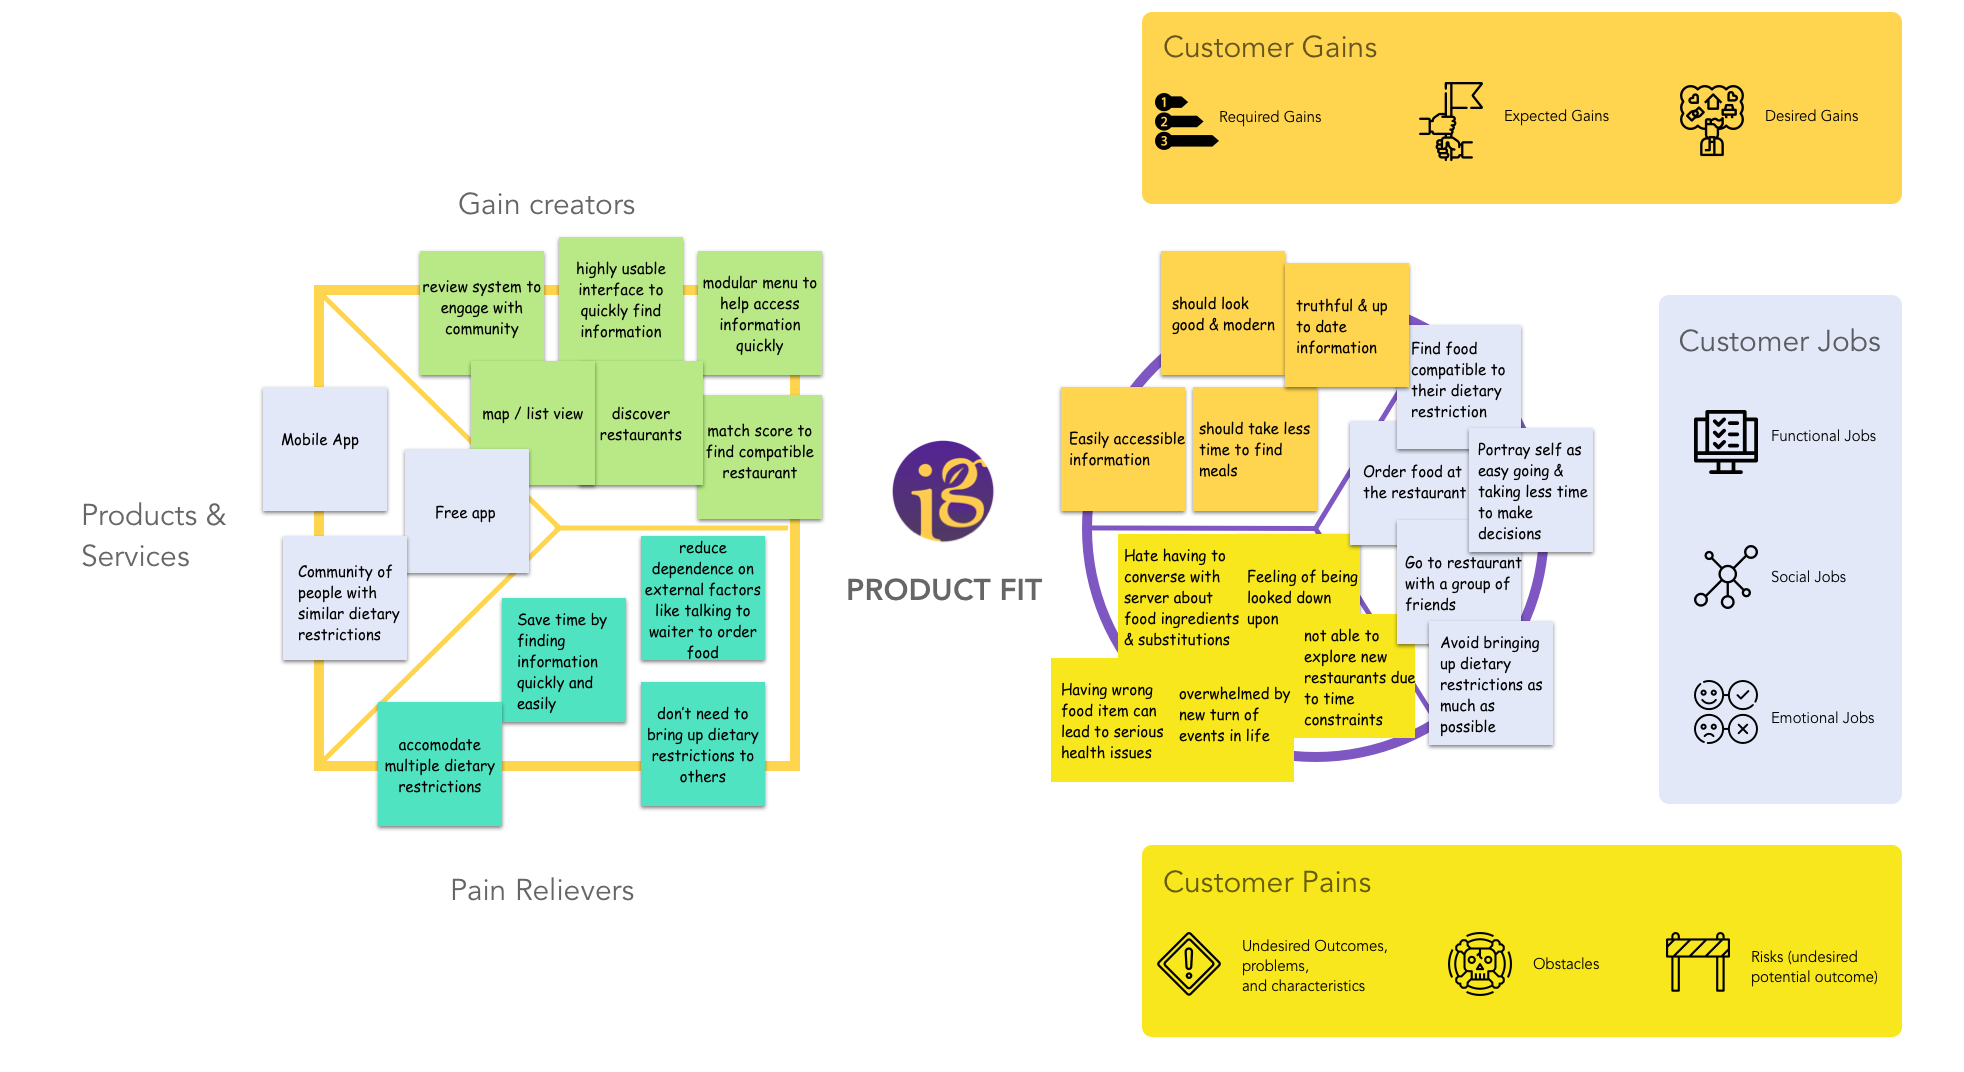 Customer Gains
1
2
3
Required Gains
Expected Gains
Desired Gains
Gain creators
review system to
engage with
community
highly usable
interface to
quickly find
information
modular menu to
help access
information
quickly
map / list view
discover
restaurants
match score to
find compatible
restaurant
Mobile App
Free app
Community of
people with
similar dietary
restrictions
Products &
Services
reduce
dependence on
external factors
like talking to
waiter to order
food
Save time by
finding
information
quickly and
easily
don't need to
bring up dietary
restrictions to
others
accomodate
multiple dietary
restrictions
Pain Relievers
ig
PRODUCT FIT
should look
good & modern
truthful & up
to date
information
Easily accessible
information
should take less
time to find
meals
Find food
compatible to
their dietary
restriction
Order food at
the restaurant
Portray self as
easy going &
taking less time
to make
decisions
Go to restaurant
with a group of
friends
Avoid bringing
up dietary
restrictions as
much as
possible
Hate having to
converse with
server about
food ingredients
& substitutions
Feeling of being
looked down
upon
not able to
explore new
restaurants due
to time
constraints
Having wrong
food item can
lead to serious
health issues
overwhelmed by
new turn of
events in life
Customer Jobs
Functional Jobs
Social Jobs
Emotional Jobs
Customer Pains
Undesired Outcomes,
problems,
and characteristics
Obstacles
Risks (undesired
potential outcome)